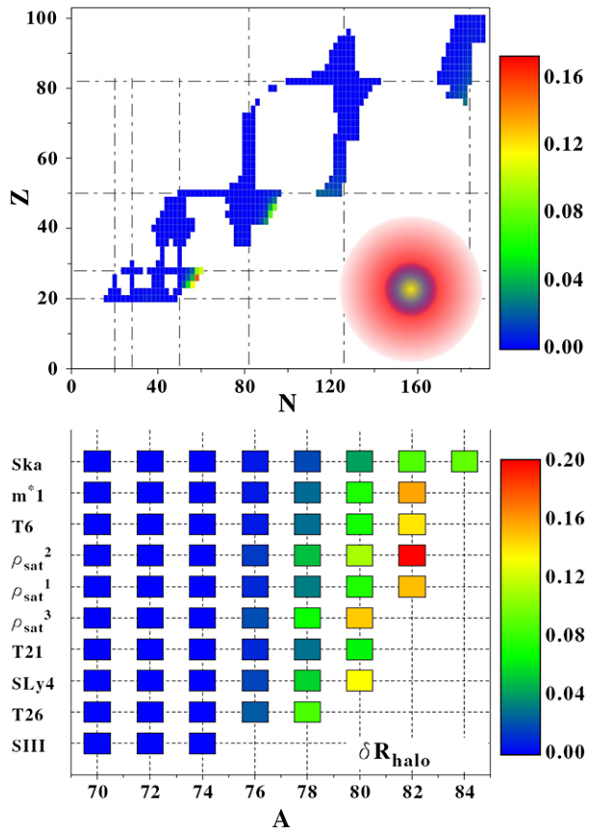 100
80
60
40
20
0
Z
0 40 80 120 160
N
0.16
0.12
0.08
0.04
0.00
Ska
m*1
T6
ρsat2
ρsat1
ρsat3
T21
SLy4
T26
SIII
δRhalo
70 72 74 76 78 80 82 84
A
0.20
0.16
0.12
0.08
0.04
0.00